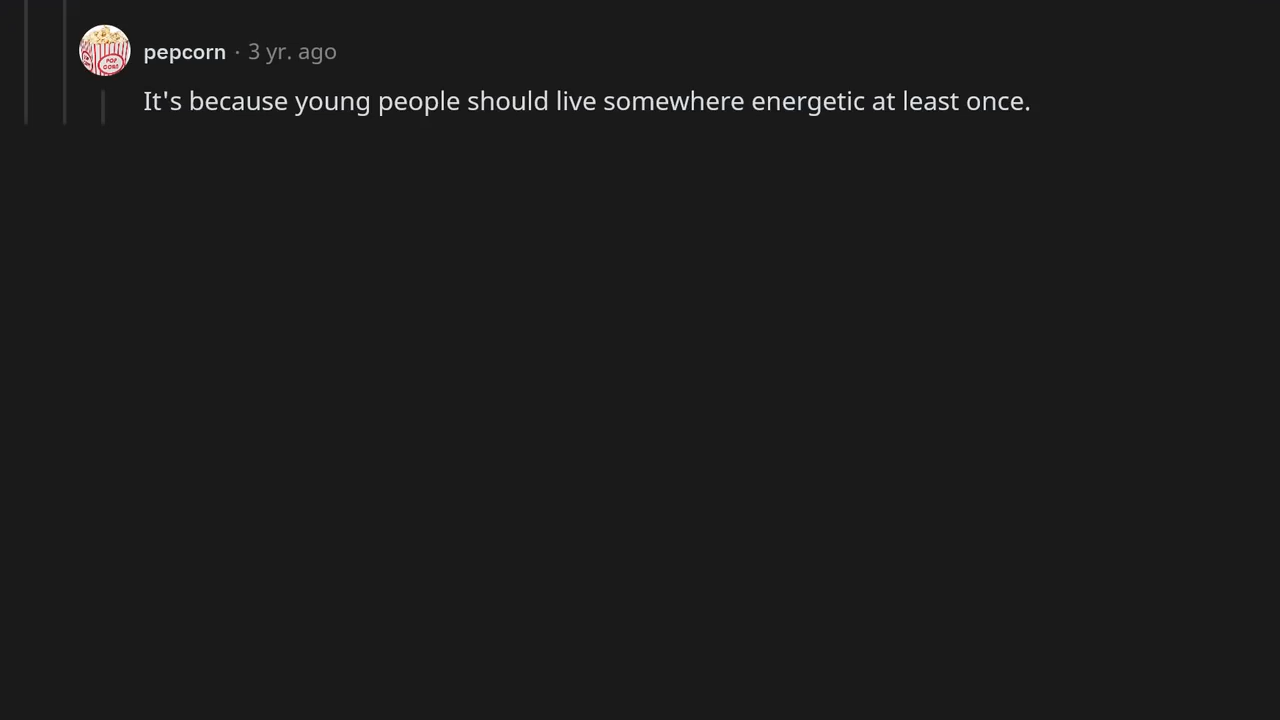 pepcorn · 3 yr. ago
It's because young people should live somewhere energetic at least once.